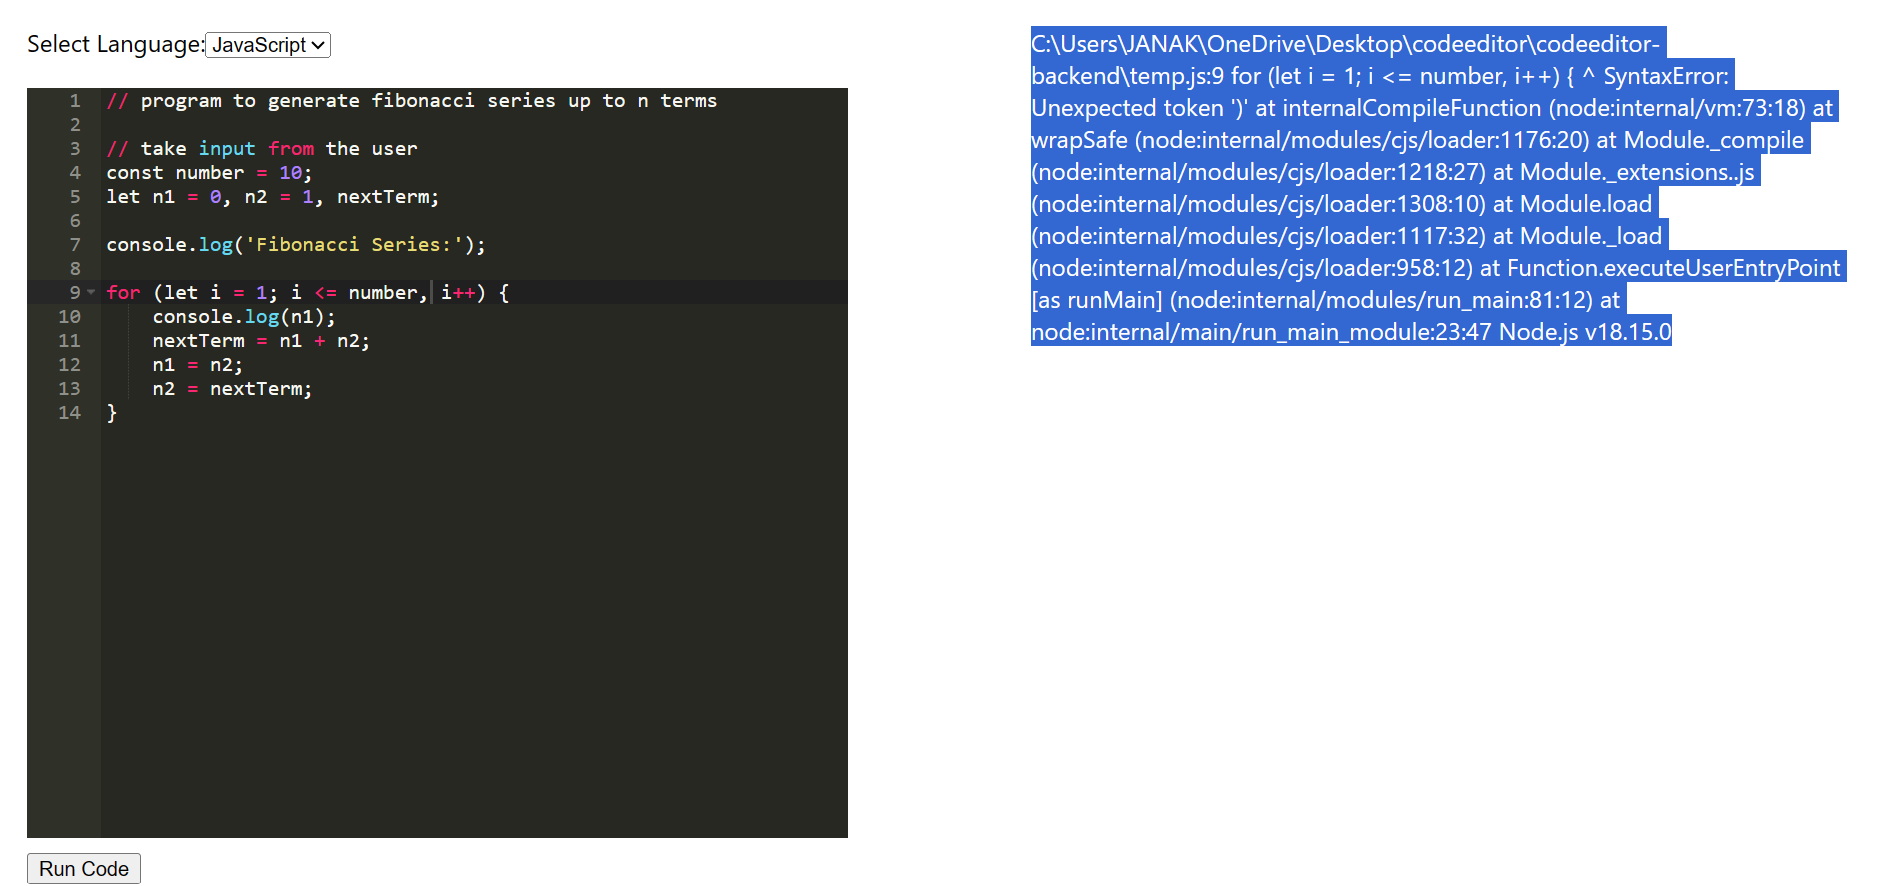 Select Language: JavaScript
1 // program to generate fibonacci series up to n terms
2
3 // take input from the user
4 const number = 10;
5 let n1 = 0, n2 = 1, nextTerm;
6
7 console.log('Fibonacci Series:');
8
9 for (let i = 1; i <= number, i++) {
10     console.log(n1);
11     nextTerm = n1 + n2;
12     n1 = n2;
13     n2 = nextTerm;
14 }
Run Code
C:\Users\JANAK\OneDrive\Desktop\codeeditor\codeeditor-
backend\temp.js:9 for (let i = 1; i <= number, i++) { ^ SyntaxError:
Unexpected token ')' at internalCompileFunction (node:internal/vm:73:18) at
wrapSafe (node:internal/modules/cjs/loader:1176:20) at Module._compile
(node:internal/modules/cjs/loader:1218:27) at Module._extensions..js
(node:internal/modules/cjs/loader:1308:10) at Module.load
(node:internal/modules/cjs/loader:1117:32) at Module._load
(node:internal/modules/cjs/loader:958:12) at Function.executeUserEntryPoint
[as runMain] (node:internal/modules/run_main:81:12) at
node:internal/main/run_main_module:23:47 Node.js v18.15.0